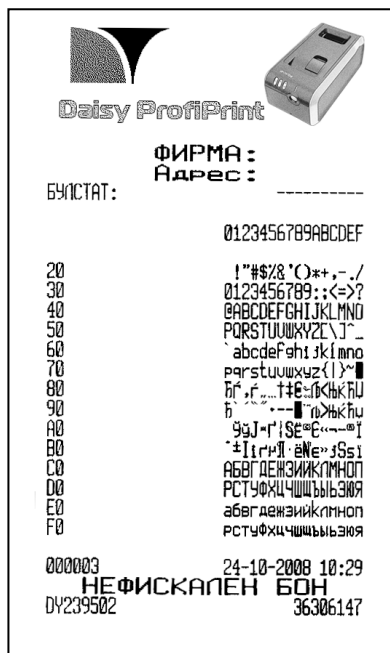 Daisy ProfiPrint
ФИРМА:
Адрес:
БУЛСТАТ: ----------
0123456789ABCDEF
20 !"#$%&'()*+,-./
30 0123456789:;<=>?
40 @ABCDEFGHIJKLMNO
50 PQRSTUVWXYZ[\]^_
60 `abcdefghijklmno
70 pqrstuvwxyz{|}~
80
90
A0
B0
C0 АБВГДЕЖЗИЙКЛМНОП
D0 РСТУФХЦЧШЩЪЫЬЭЮЯ
E0 абвгдежзийклмноп
F0 рстуфхцчшщъыьэюя
000003 24-10-2008 10:29
НЕФИСКАЛЕН БОН
DY239502 36306147